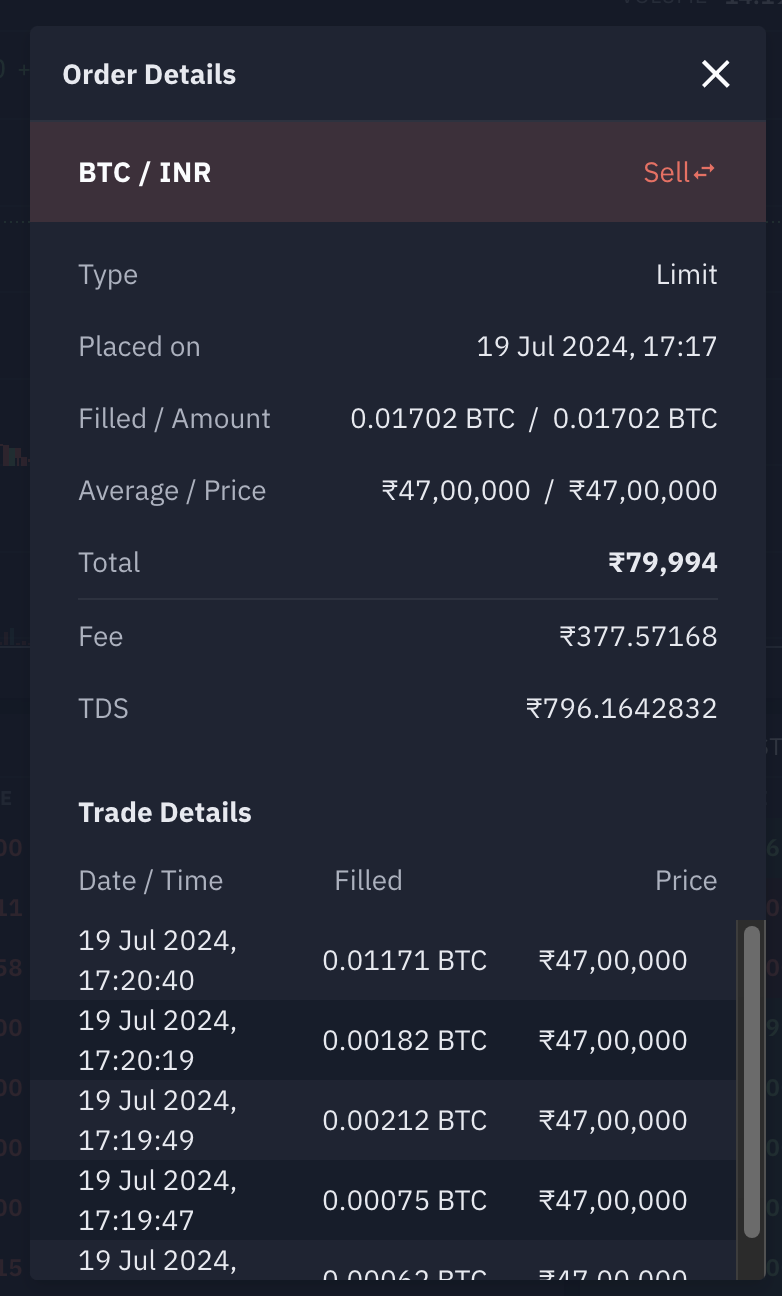 Order Details
BTC / INR Sell
Type Limit
Placed on 19 Jul 2024, 17:17
Filled / Amount 0.01702 BTC / 0.01702 BTC
Average / Price ₹47,00,000 / ₹47,00,000
Total ₹79,994
Fee ₹377.57168
TDS ₹796.1642832
Trade Details
Date / Time Filled Price
19 Jul 2024,
17:20:40 0.01171 BTC ₹47,00,000
19 Jul 2024,
17:20:19 0.00182 BTC ₹47,00,000
19 Jul 2024,
17:19:49 0.00212 BTC ₹47,00,000
19 Jul 2024,
17:19:47 0.00075 BTC ₹47,00,000
19 Jul 2024,